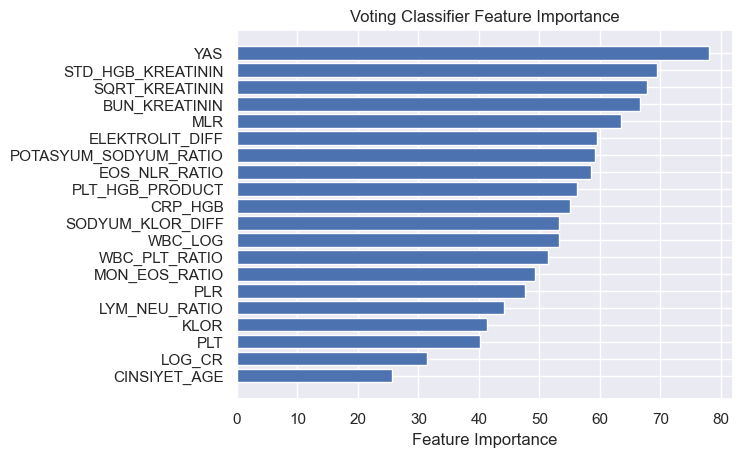 Voting Classifier Feature Importance
YAS
STD_HGB_KREATININ
SQRT_KREATININ
BUN_KREATININ
MLR
ELEKTROLIT_DIFF
POTASYUM_SODYUM_RATIO
EOS_NLR_RATIO
PLT_HGB_PRODUCT
CRP_HGB
SODYUM_KLOR_DIFF
WBC_LOG
WBC_PLT_RATIO
MON_EOS_RATIO
PLR
LYM_NEU_RATIO
KLOR
PLT
LOG_CR
CINSIYET_AGE
0 10 20 30 40 50 60 70 80
Feature Importance